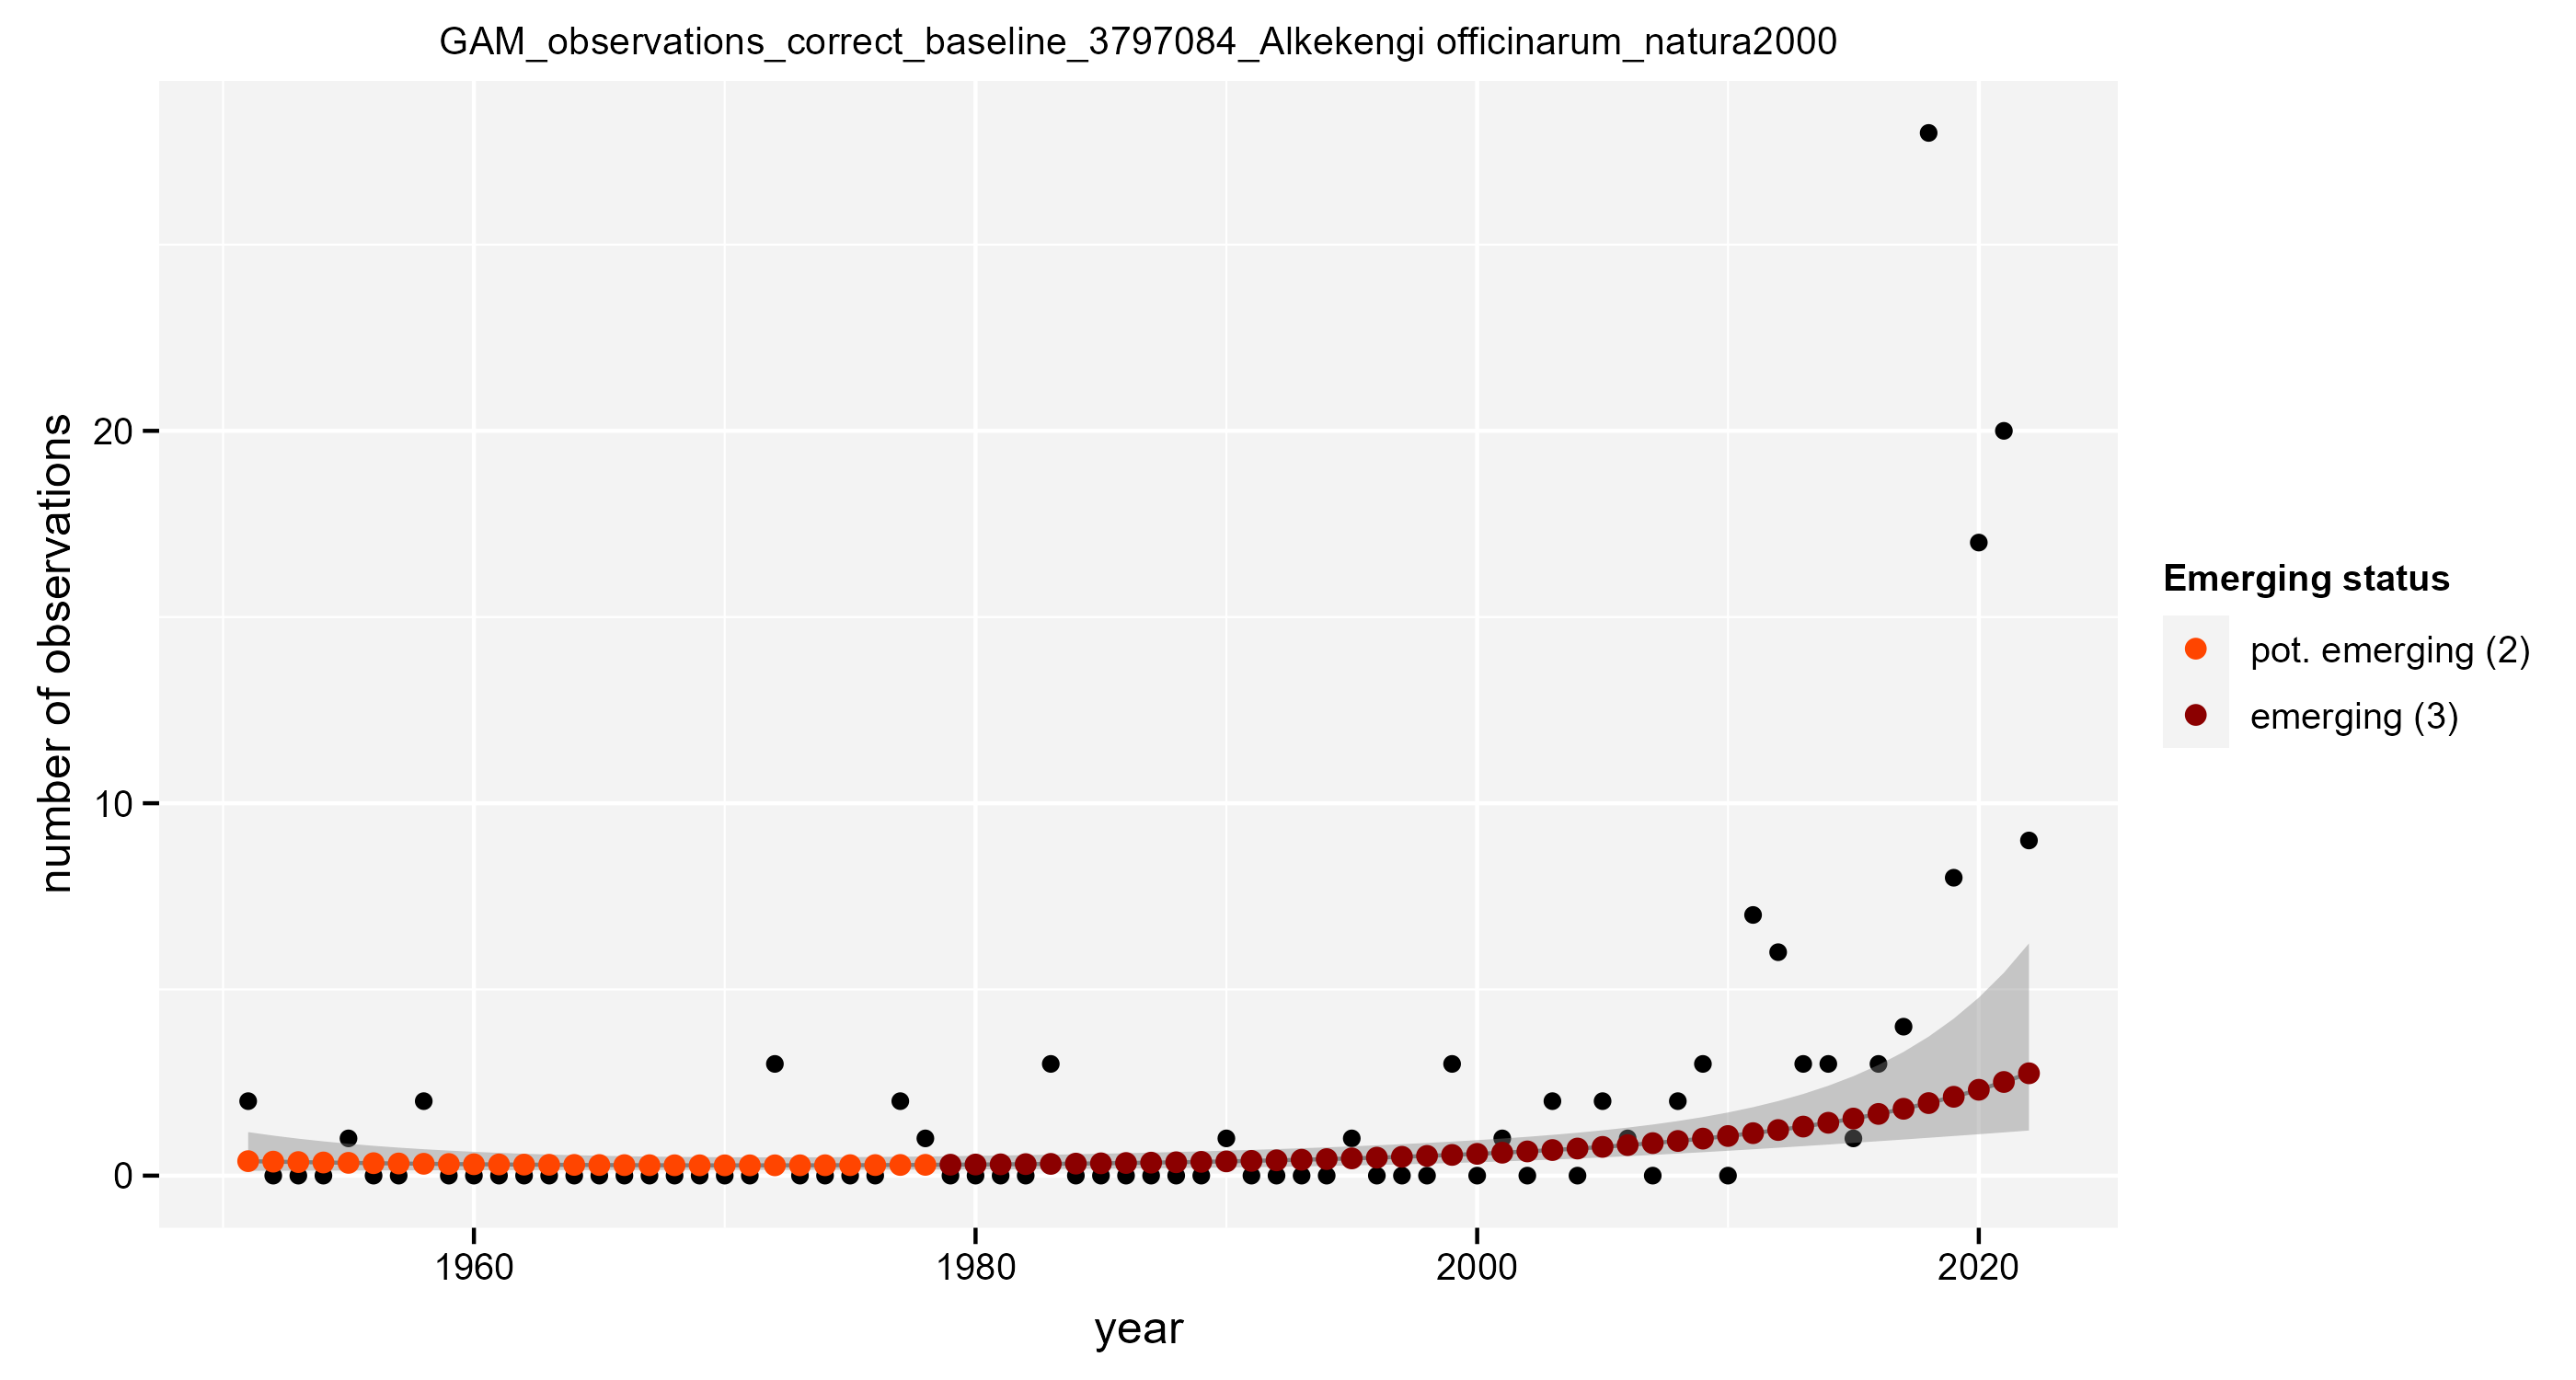 GAM_observations_correct_baseline_3797084_Alkekengi officinarum_natura2000
number of observations
20
10
0
1960
1980
2000
2020
year
Emerging status
pot. emerging (2)
emerging (3)